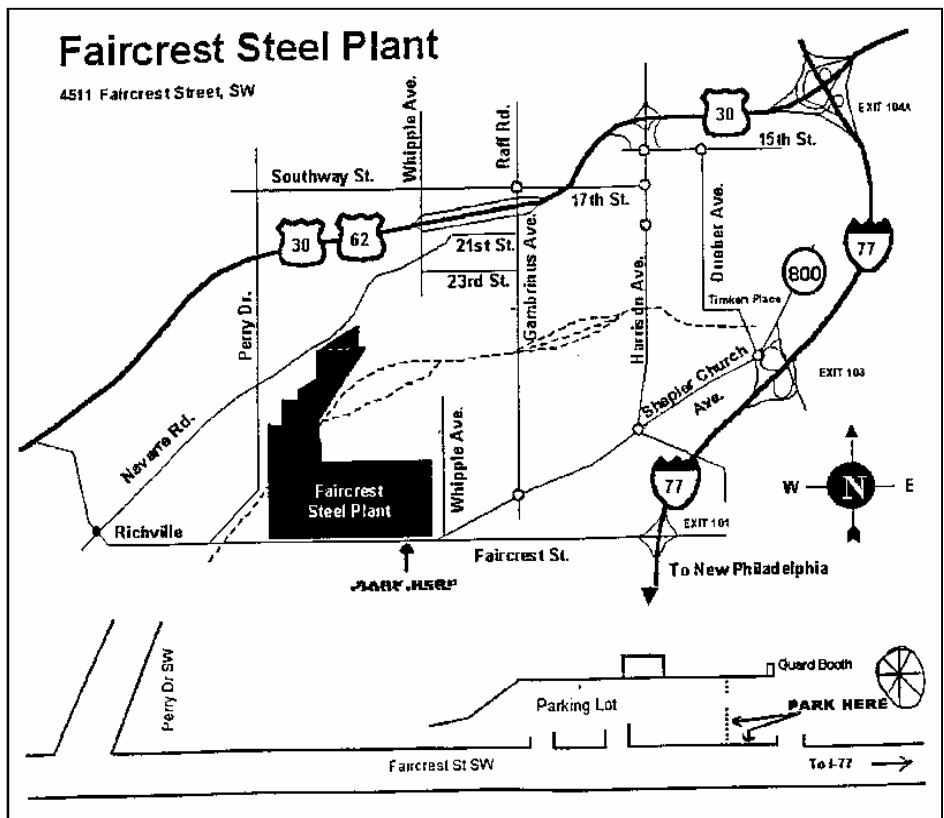 Faircrest Steel Plant
4511 Faircrest Street, SW
Whipple Ave.
Raff Rd.
30
EXIT 104A
15th St.
Southway St.
17th St.
30
62
21st St.
23rd St.
Gambrinus Ave.
Harrison Ave.
Dueber Ave.
77
800
Timken Place
Perry Dr.
Shepler Church
Ave.
EXIT 103
Navarre Rd.
Whipple Ave.
Faircrest
Steel Plant
77
W
N
E
Richville
EXIT 101
Faircrest St.
To New Philadelphia
PARK HERE
Perry Dr SW
Guard Booth
Parking Lot
PARK HERE
Faircrest St SW
To I-77